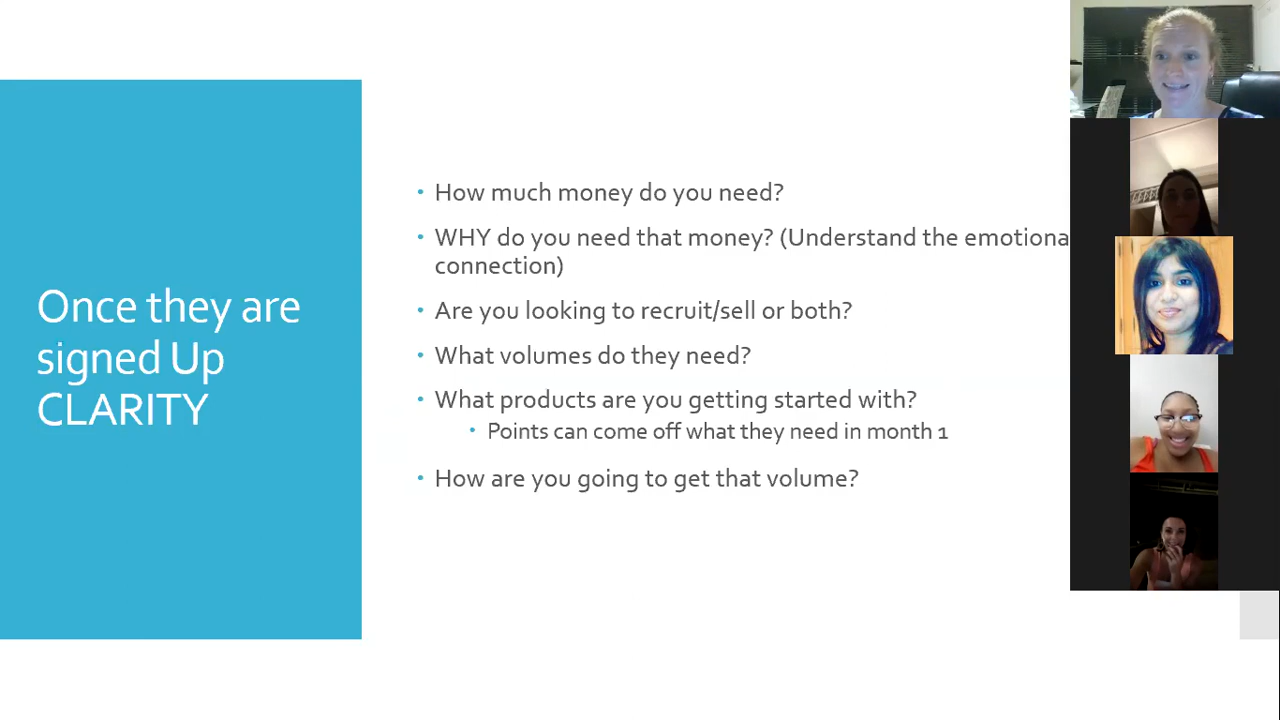 Once they are
signed Up
CLARITY
• How much money do you need?
• WHY do you need that money? (Understand the emotiona
connection)
• Are you looking to recruit/sell or both?
• What volumes do they need?
• What products are you getting started with?
• Points can come off what they need in month 1
• How are you going to get that volume?